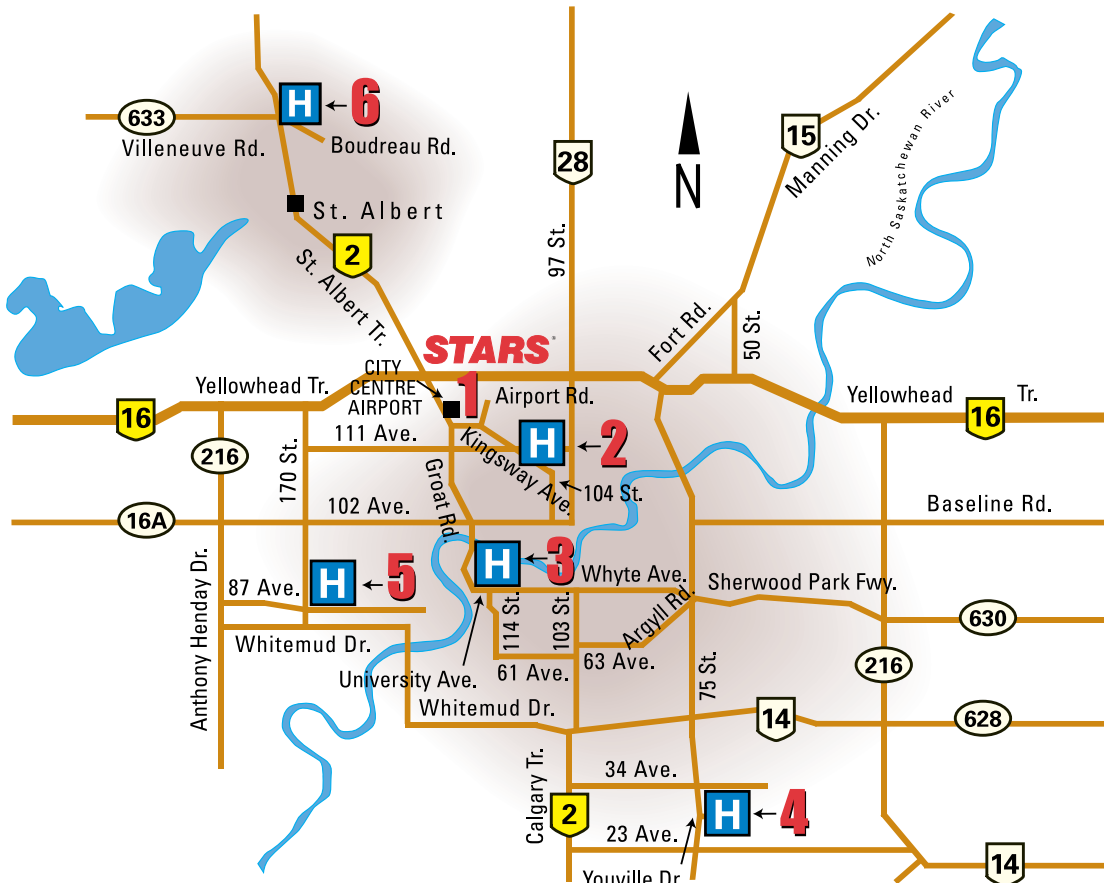 H
6
633
Villeneuve Rd.
Boudreau Rd.
15
Manning Dr.
North Saskatchewan River
28
N
St. Albert
2
97 St.
St. Albert Tr.
STARS
Fort Rd.
50 St.
CITY
CENTRE
AIRPORT
1
Yellowhead Tr.
Airport Rd.
Yellowhead
Tr.
16
16
111 Ave.
Kingsway Ave.
H
2
216
170 St.
Groat Rd.
104 St.
102 Ave.
16A
Baseline Rd.
H
3
H
5
87 Ave.
Whyte Ave.
Sherwood Park Fwy.
Anthony Henday Dr.
114 St.
103 St.
Argyll Rd.
630
Whitemud Dr.
University Ave.
61 Ave.
63 Ave.
75 St.
216
Whitemud Dr.
14
628
Calgary Tr.
34 Ave.
2
H
4
23 Ave.
14
Youville Dr